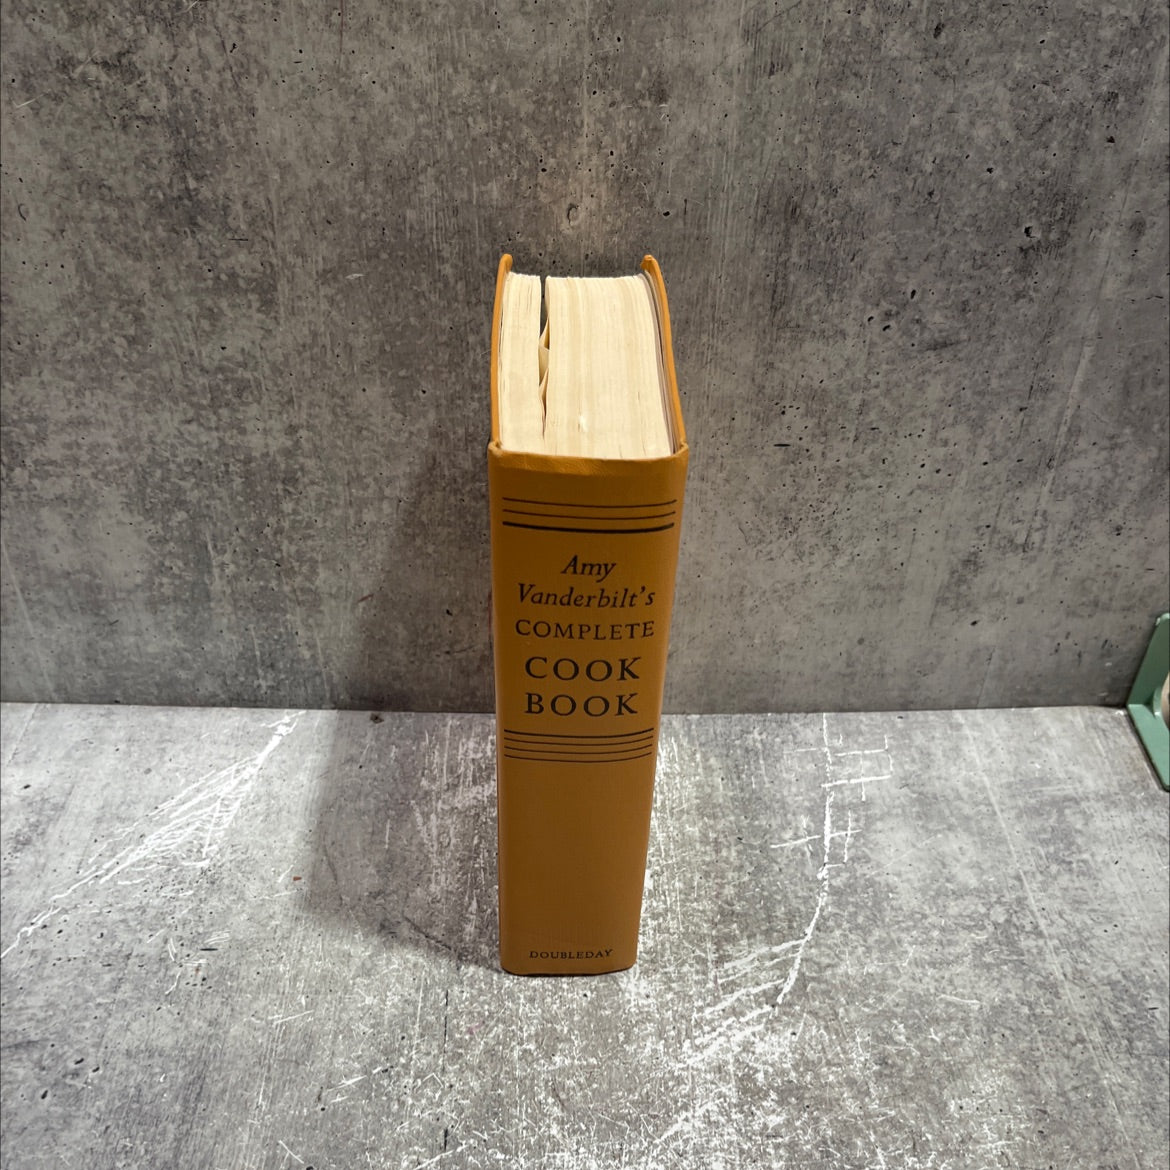 Amy
Vanderbilt's
COMPLETE
COOK
BOOK
DOUBLEDAY